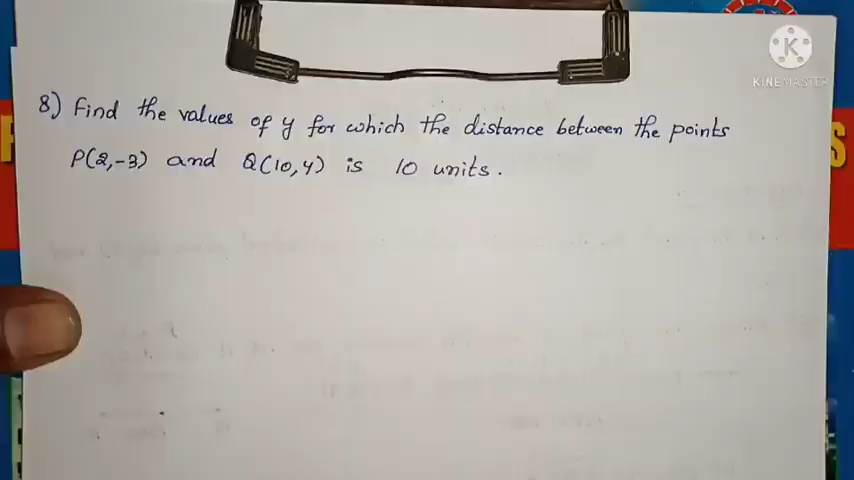 K
KINEMASTER
8) Find the values of y for which the distance between the points
P(2,-3) and Q(10,y) is 10 units.